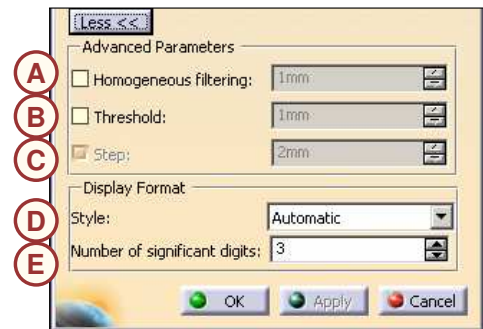 Less <<
Advanced Parameters
A Homogeneous filtering: 1mm
B Threshold: 1mm
C Step: 2mm
Display Format
D Style: Automatic
E Number of significant digits: 3
OK Apply Cancel